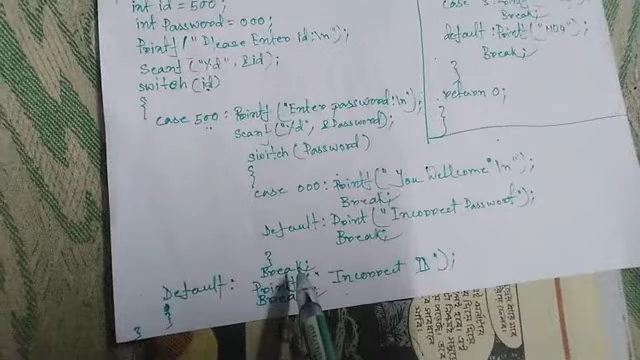 int id = 500;
int Password = 000;
Printf("Please Enter id:\n");
Scanf("%d", &id);
switch(id)
{
case 500: Printf("Enter password:\n");
Scanf("%d", &Password);
switch(Password)
{
case 000: Printf("You Wellcome"\n");
Break;
Default: Print("Incorrect Password");
Break;
}
Break;
Default: Printf(" Incorrect ID");
Break;
}
}
case
Break;
default: Printf("
Break;
}
return 0;
}